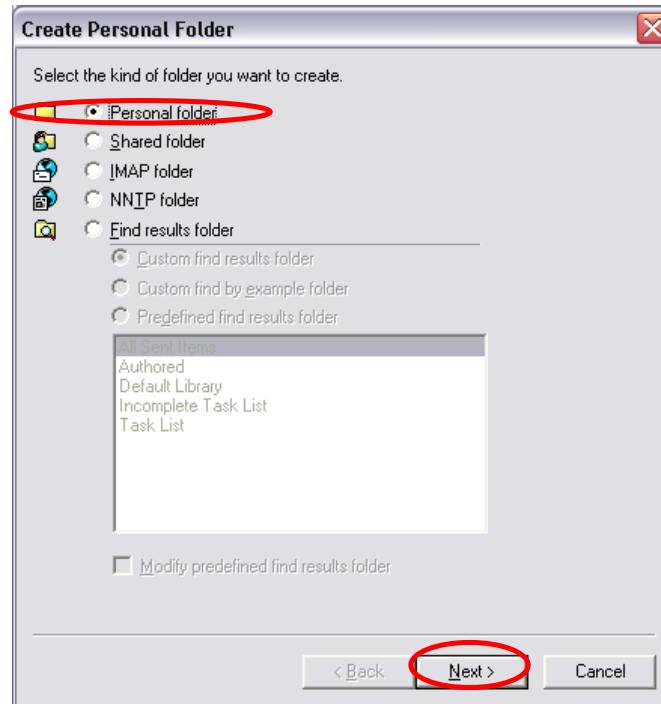 Create Personal Folder
Select the kind of folder you want to create.
Personal folder
Shared folder
IMAP folder
NNTP folder
Find results folder
Custom find results folder
Custom find by example folder
Predefined find results folder
All Sent Items
Authored
Default Library
Incomplete Task List
Task List
Modify predefined find results folder
< Back Next > Cancel